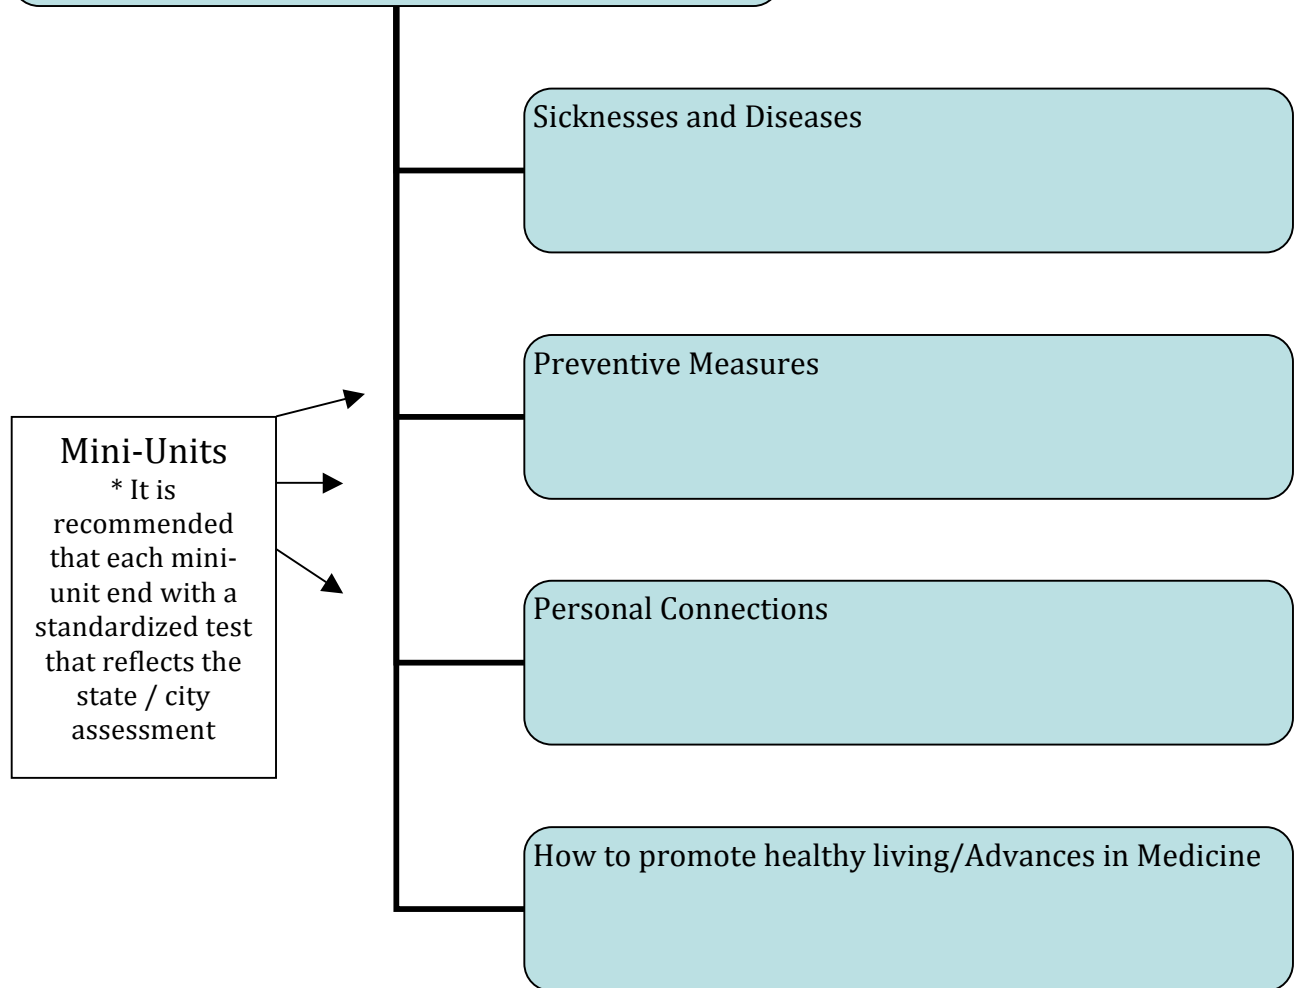 Sicknesses and Diseases
Preventive Measures
Mini-Units
* It is
recommended
that each mini-
unit end with a
standardized test
that reflects the
state / city
assessment
Personal Connections
How to promote healthy living/Advances in Medicine